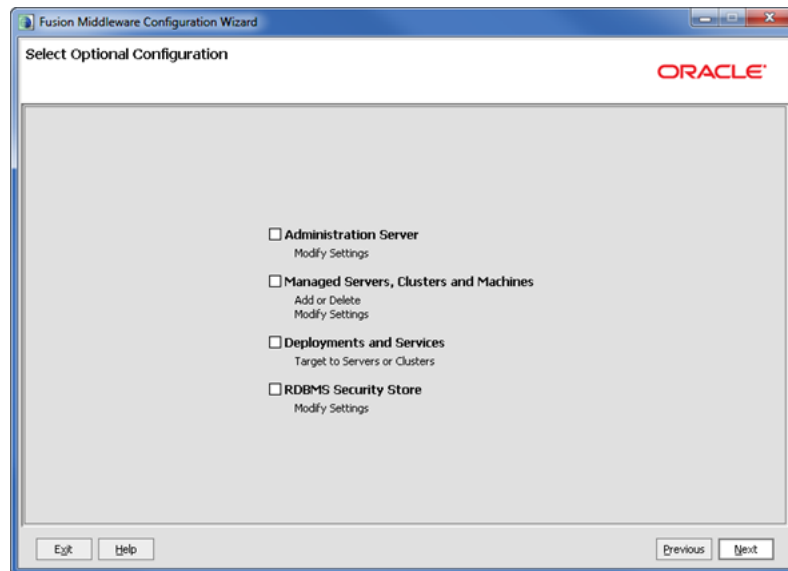 Fusion Middleware Configuration Wizard
Select Optional Configuration
ORACLE
Administration Server
Modify Settings
Managed Servers, Clusters and Machines
Add or Delete
Modify Settings
Deployments and Services
Target to Servers or Clusters
RDBMS Security Store
Modify Settings
Exit Help Previous Next